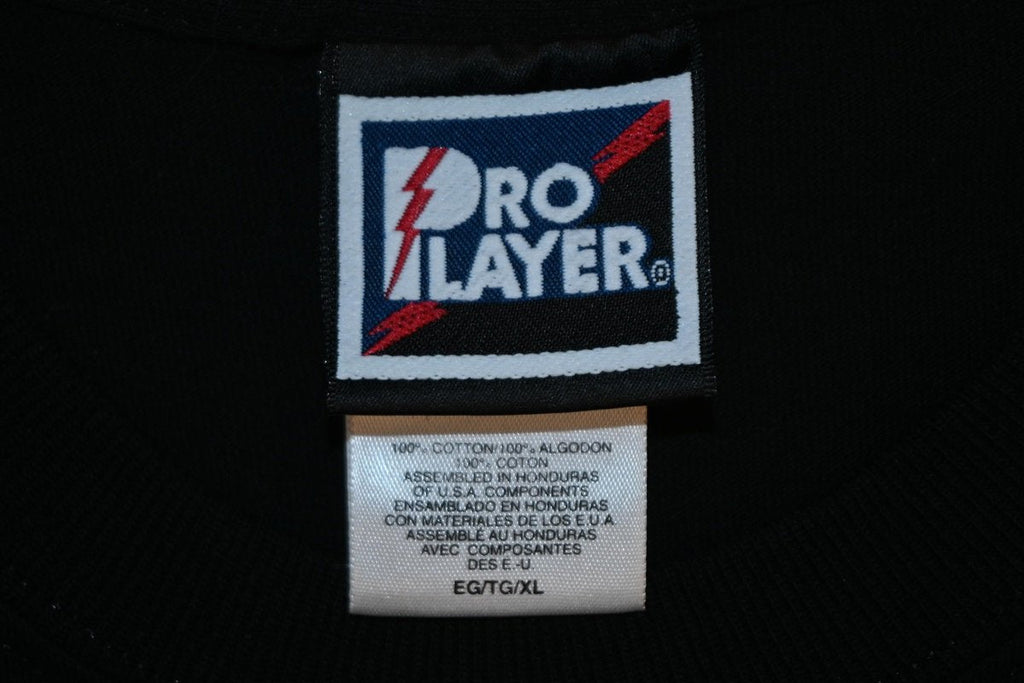 PRO
PLAYER®
100% COTTON/100% ALGODON
100% COTON
ASSEMBLED IN HONDURAS
OF U.S.A. COMPONENTS
ENSAMBLADO EN HONDURAS
CON MATERIALES DE LOS E.U.A.
ASSEMBLÉ AU HONDURAS
AVEC COMPOSANTES
DES É.-U.
EG/TG/XL